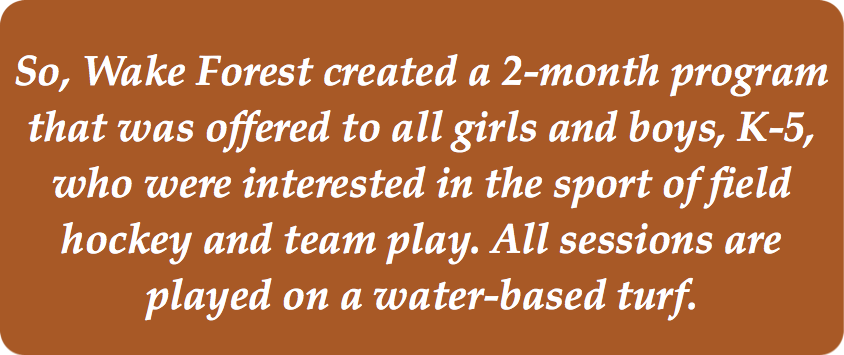 So, Wake Forest created a 2-month program
that was offered to all girls and boys, K-5,
who were interested in the sport of field
hockey and team play. All sessions are
played on a water-based turf.